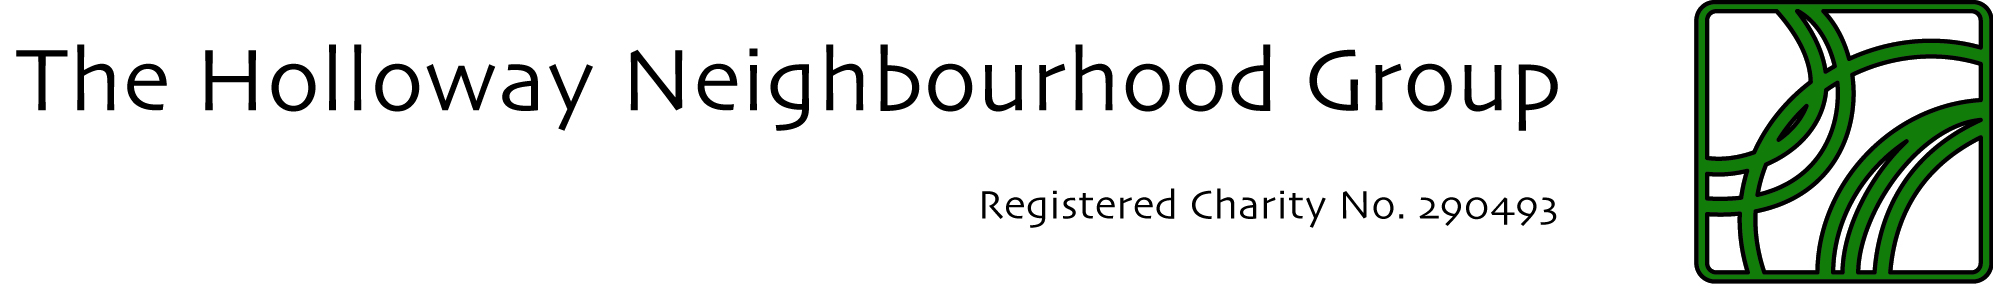 The Holloway Neighbourhood Group
Registered Charity No. 290493